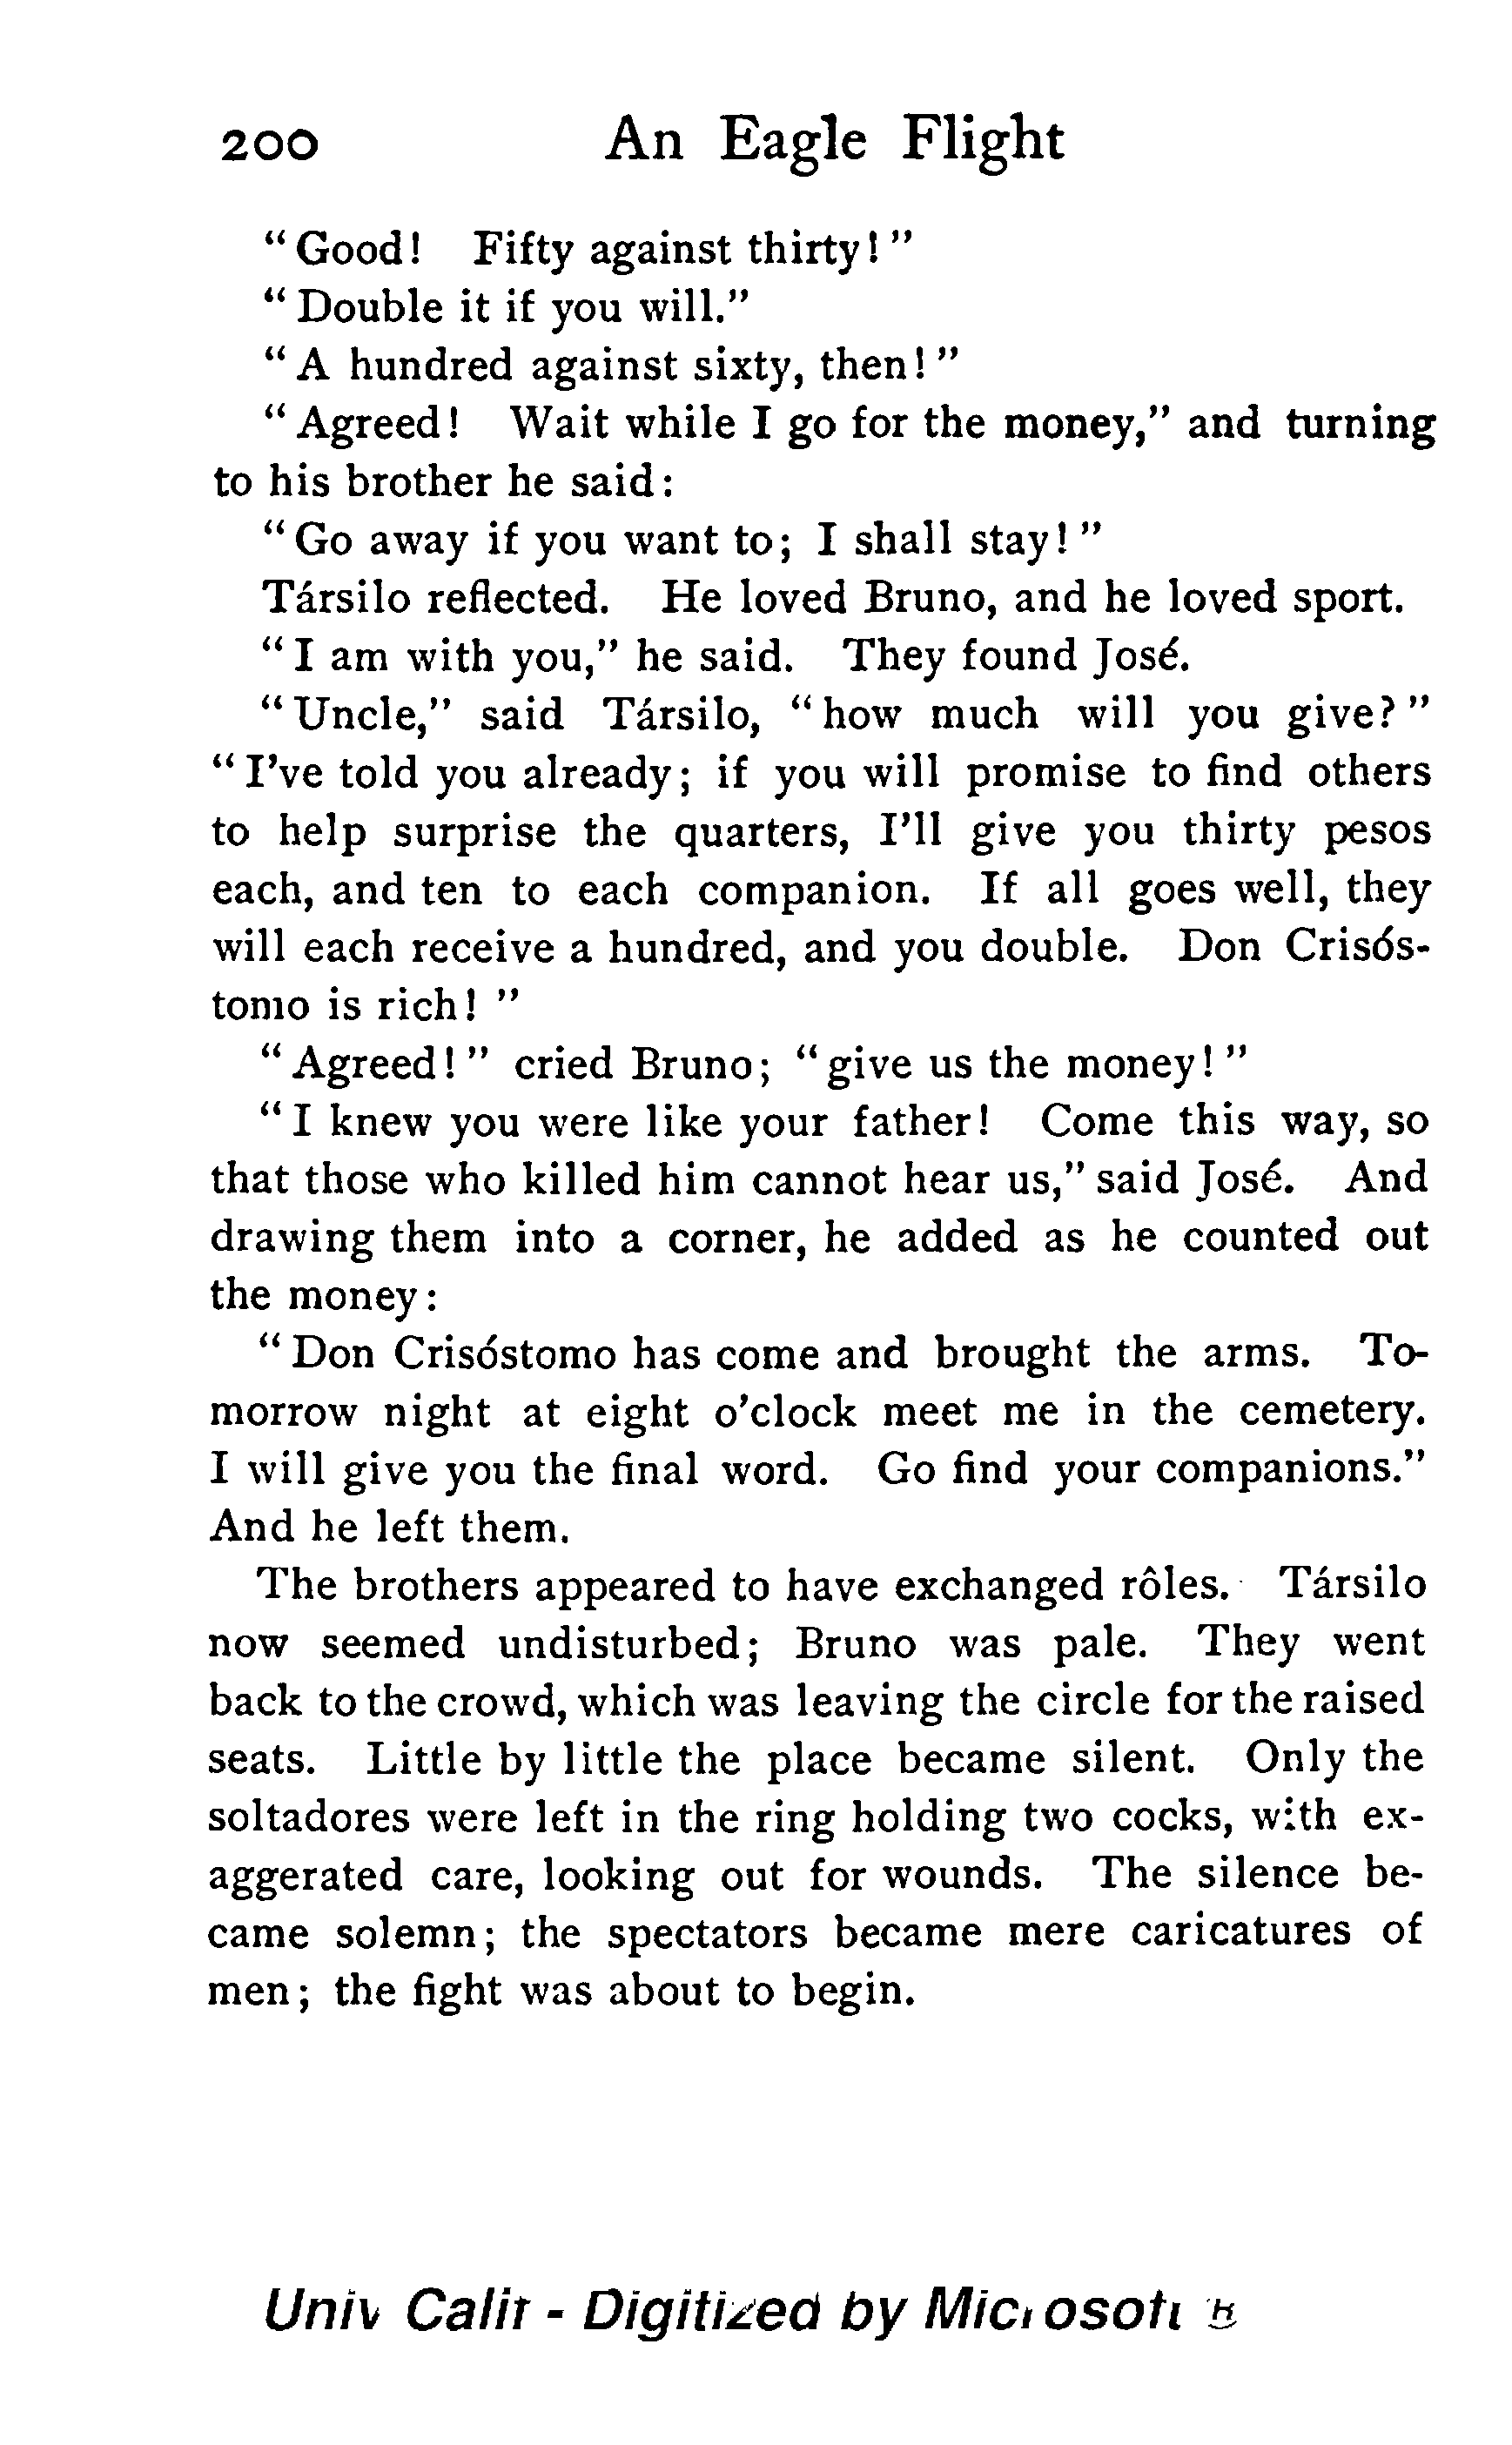 200 An Eagle Flight
"Good! Fifty against thirty!"
"Double it if you will."
"A hundred against sixty, then!"
"Agreed! Wait while I go for the money," and turning
to his brother he said:
"Go away if you want to; I shall stay!"
Társilo reflected. He loved Bruno, and he loved sport.
"I am with you," he said. They found José.
"Uncle," said Társilo, "how much will you give?"
"I've told you already; if you will promise to find others
to help surprise the quarters, I'll give you thirty pesos
each, and ten to each companion. If all goes well, they
will each receive a hundred, and you double. Don Crisós-
tomo is rich!"
"Agreed!" cried Bruno; "give us the money!"
"I knew you were like your father! Come this way, so
that those who killed him cannot hear us," said José. And
drawing them into a corner, he added as he counted out
the money:
"Don Crisóstomo has come and brought the arms. To-
morrow night at eight o'clock meet me in the cemetery.
I will give you the final word. Go find your companions."
And he left them.
The brothers appeared to have exchanged rôles. Társilo
now seemed undisturbed; Bruno was pale. They went
back to the crowd, which was leaving the circle for the raised
seats. Little by little the place became silent. Only the
soltadores were left in the ring holding two cocks, with ex-
aggerated care, looking out for wounds. The silence be-
came solemn; the spectators became mere caricatures of
men; the fight was about to begin.
Univ Calif - Digitized by Microsoft ®